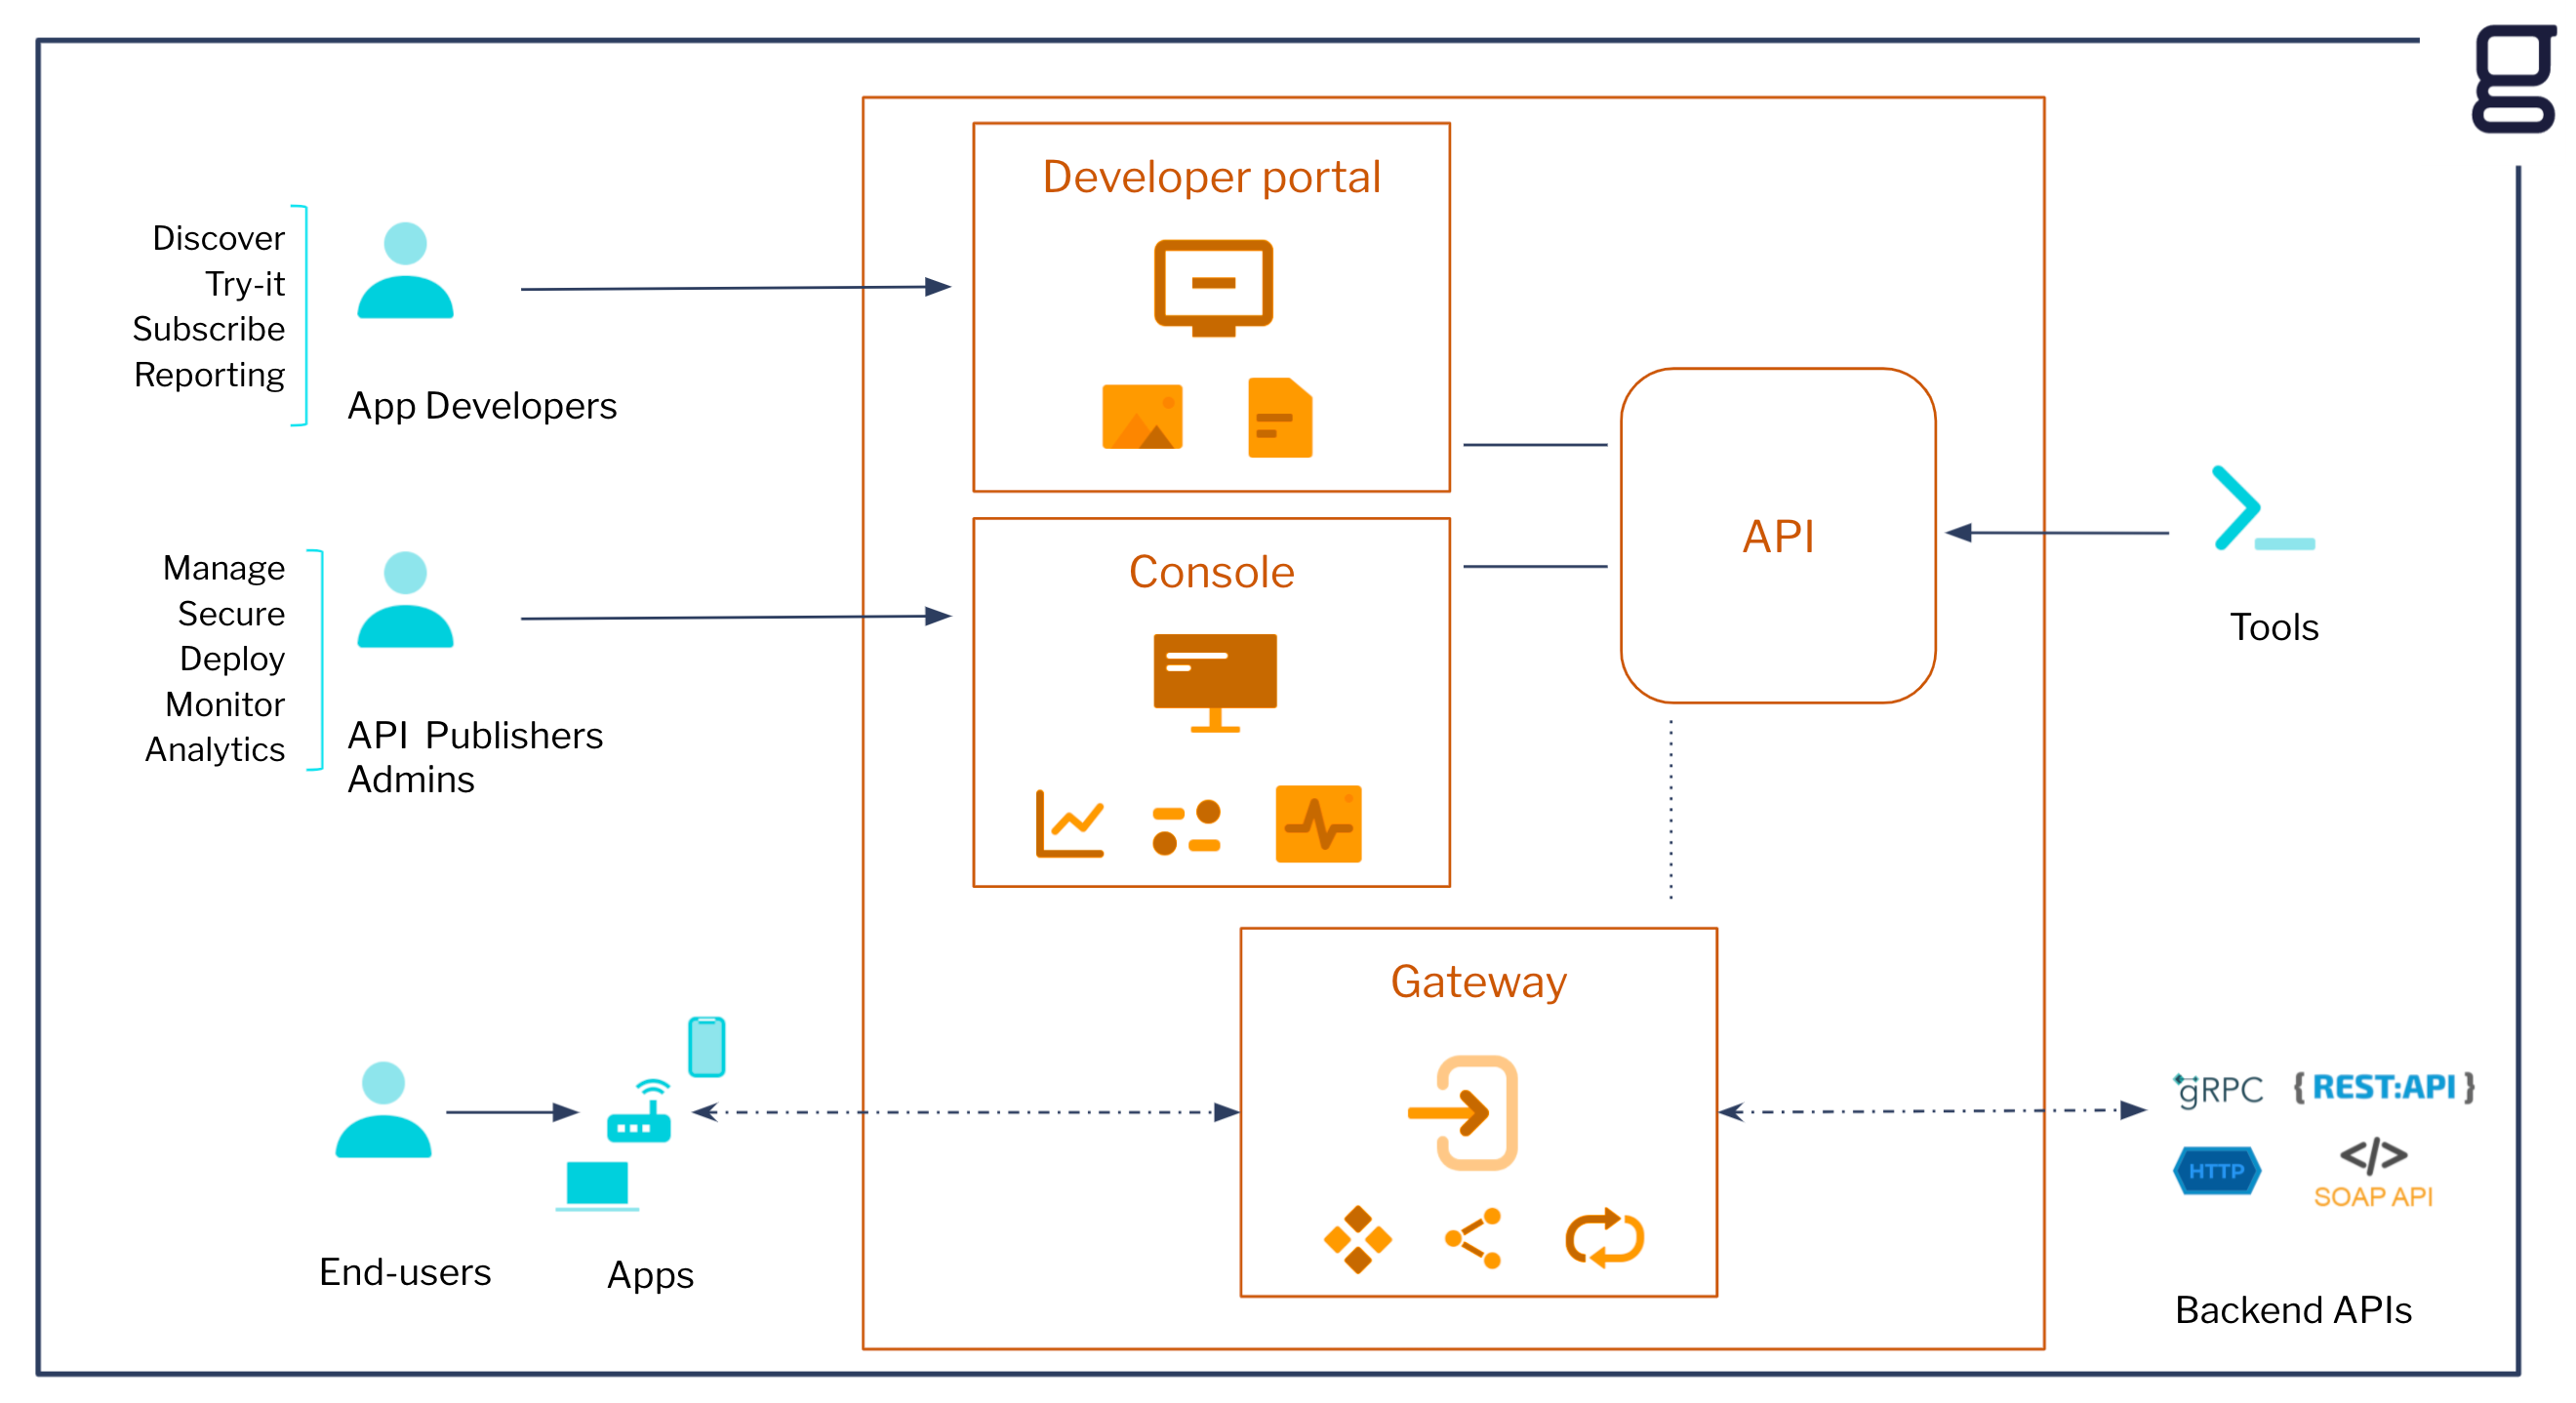 Developer portal
Discover
Try-it
Subscribe
Reporting
App Developers
API
Console
Manage
Secure
Deploy
Monitor
Analytics
API Publishers
Admins
Tools
Gateway
gRPC
{ REST:API }
HTTP
</>
SOAP API
End-users
Apps
Backend APIs